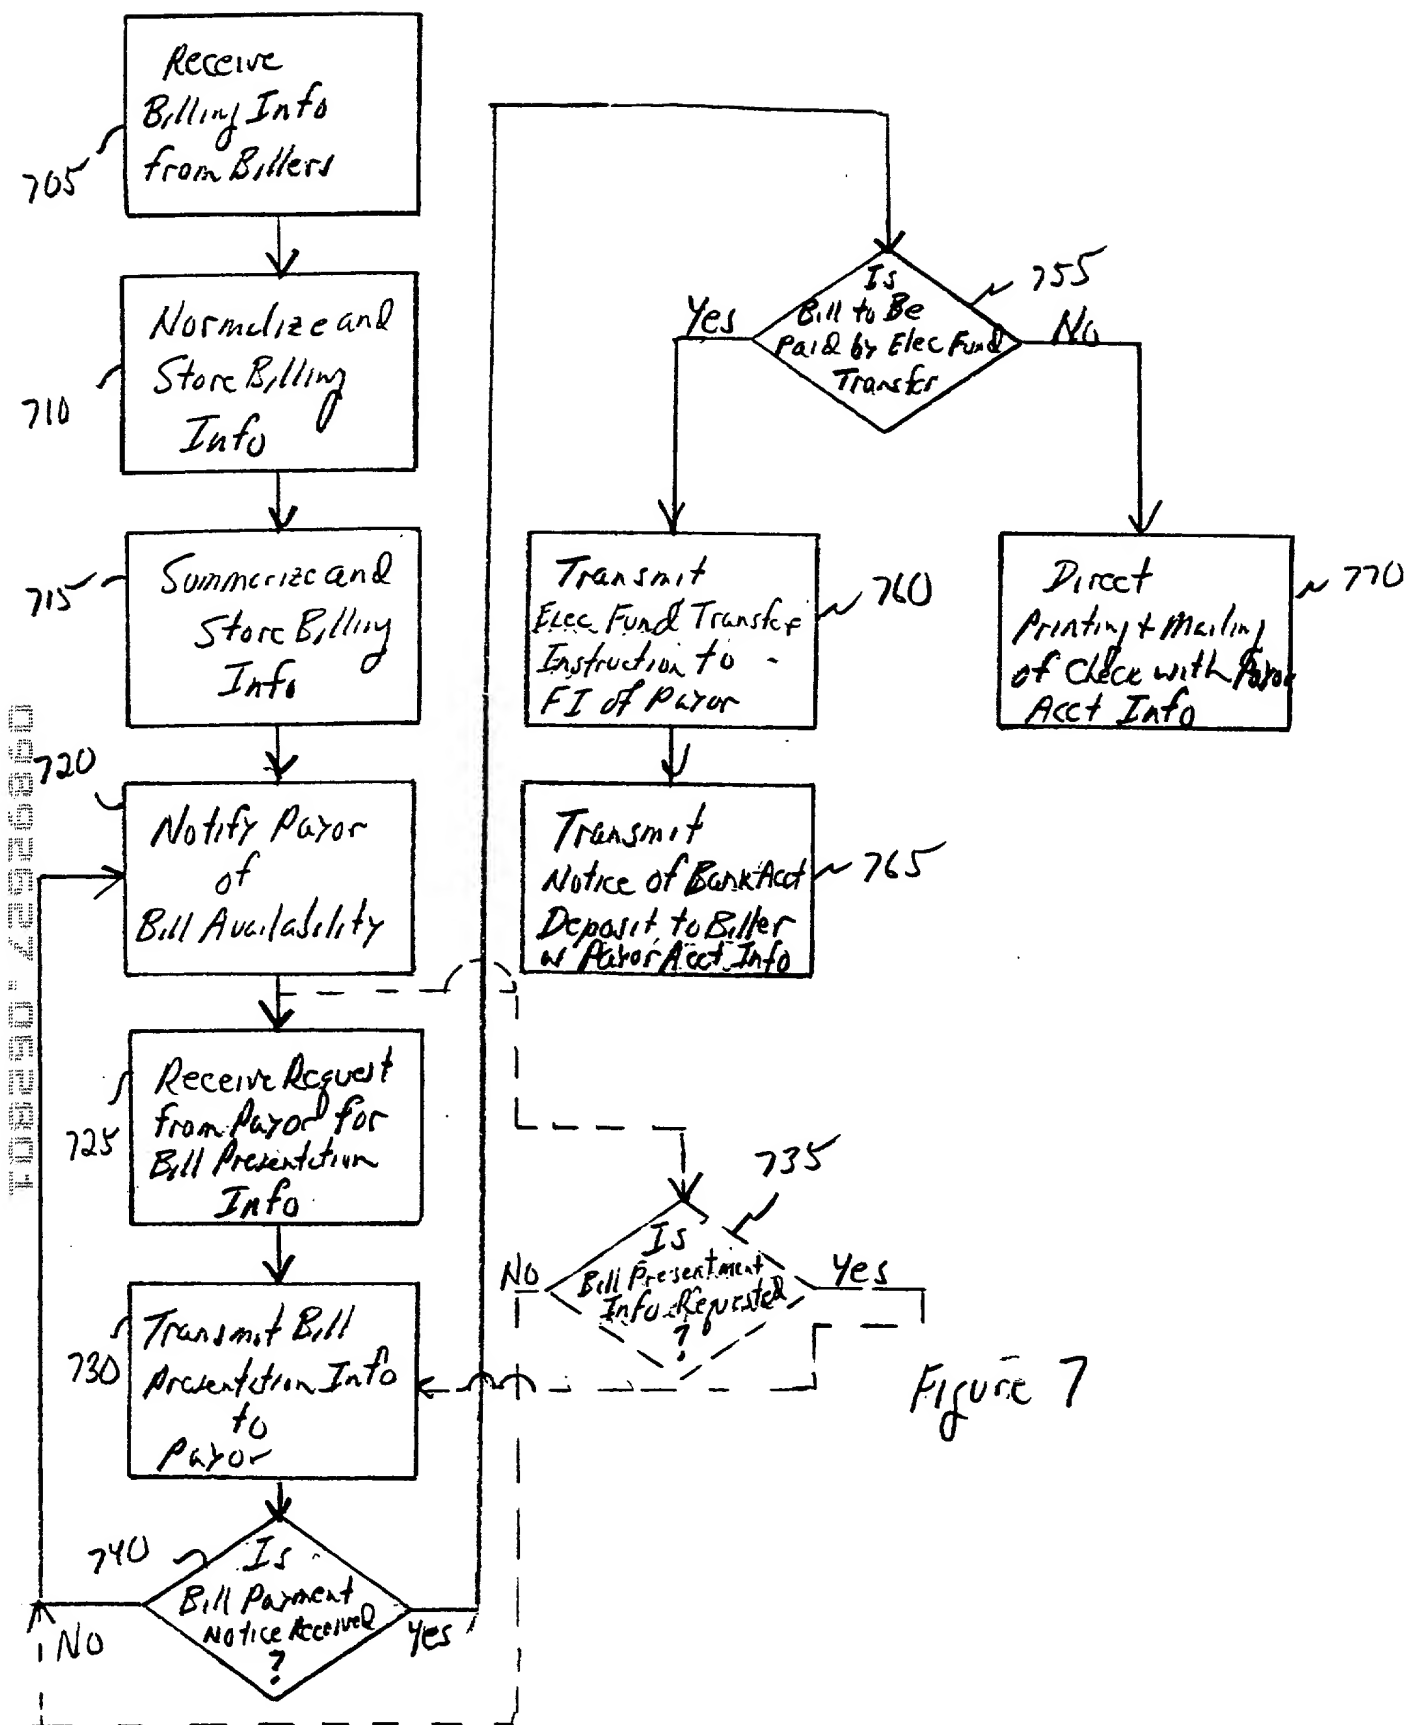 Receive
Billing Info
from Billers
705
Normalize and
Store Billing
Info
710
Summarize and
Store Billing
Info
715
720
Notify Payor
of
Bill Availability
Receive Request
from Payor for
Bill Presentation
Info
725
Transmit Bill
Presentation Info
to
Payor
730
740
Is
Bill Payment
Notice Received
?
No
Yes
Is
Bill to Be
Paid by Elec Fund
Transfer
755
Yes
No
Transmit
Elec Fund Transfer
Instruction to
FI of Payor
760
Direct
Printing + Mailing
of Check with Payor
Acct Info
770
Transmit
Notice of Bank Acct
Deposit to Biller
w Payor Acct Info
765
735
Is
Bill Presentment
Info Requested
?
No
Yes
Figure 7
09892627.062801